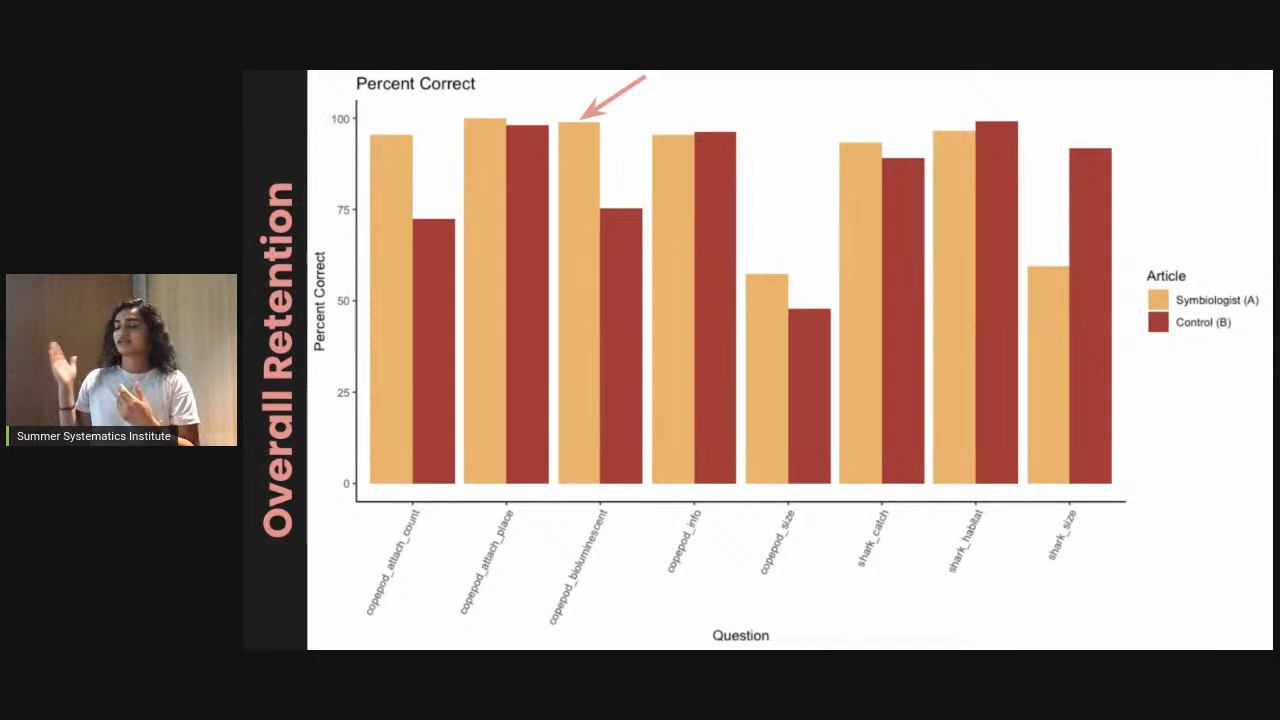 Overall Retention
Percent Correct
Percent Correct
100
75
50
25
0
copepod_attach_count
copepod_attach_place
copepod_bioluminescent
copepod_info
copepod_size
shark_catch
shark_habitat
shark_size
Question
Article
Symbiologist (A)
Control (B)
Summer Systematics Institute